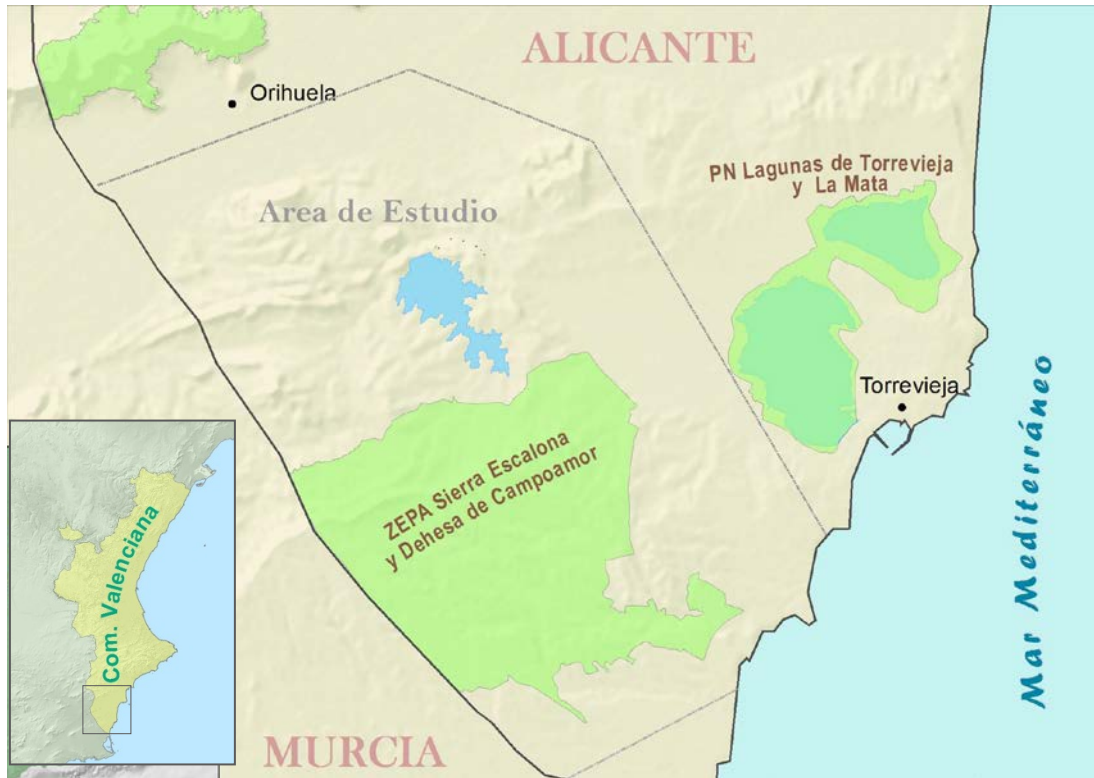 ALICANTE
Orihuela
PN Lagunas de Torrevieja
y La Mata
Area de Estudio
Torrevieja
Mar Mediterráneo
ZEPA Sierra Escalona
y Dehesa de Campoamor
Com. Valenciana
MURCIA